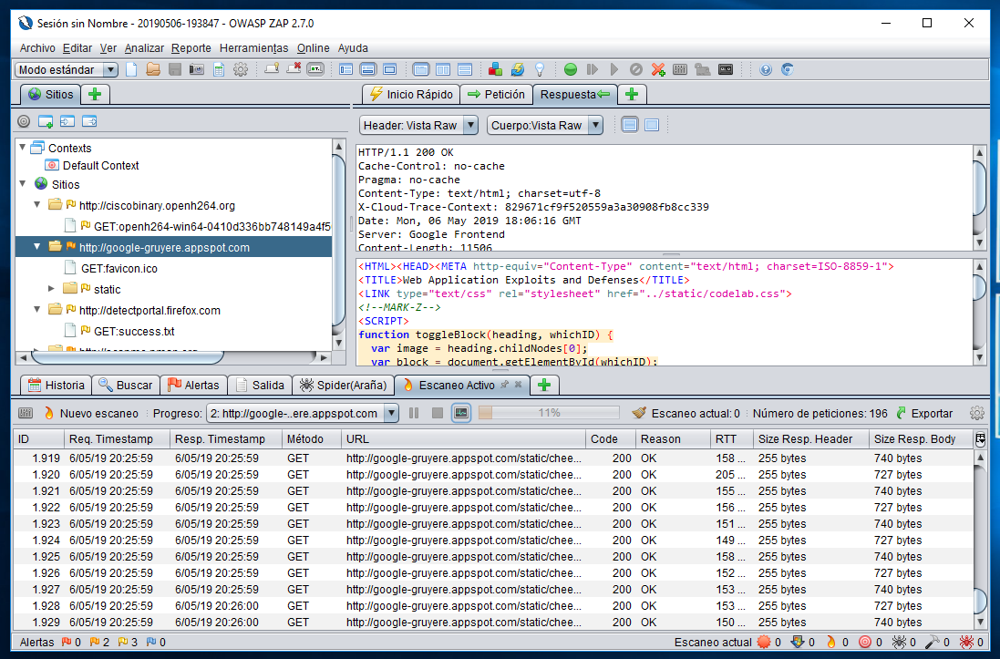 Sesión sin Nombre - 20190506-193847 - OWASP ZAP 2.7.0
Archivo Editar Ver Analizar Reporte Herramientas Online Ayuda
Modo estándar
Sitios
Inicio Rápido Petición Respuesta
Header: Vista Raw Cuerpo:Vista Raw
Contexts
Default Context
Sitios
http://ciscobinary.openh264.org
GET:openh264-win64-0410d336bb748149a4f5
http://google-gruyere.appspot.com
GET:favicon.ico
static
http://detectportal.firefox.com
GET:success.txt
HTTP/1.1 200 OK
Cache-Control: no-cache
Pragma: no-cache
Content-Type: text/html; charset=utf-8
X-Cloud-Trace-Context: 829671cf9f520559a3a30908fb8cc339
Date: Mon, 06 May 2019 18:06:16 GMT
Server: Google Frontend
Content-Length: 11506
<HTML><HEAD><META http-equiv="Content-Type" content="text/html; charset=ISO-8859-1">
<TITLE>Web Application Exploits and Defenses</TITLE>
<LINK type="text/css" rel="stylesheet" href="../static/codelab.css">
<!--MARK-Z-->
<SCRIPT>
function toggleBlock(heading, whichID) {
var image = heading.childNodes[0];
var block = document.getElementById(whichID);
Historia Buscar Alertas Salida Spider(Araña) Escaneo Activo
Nuevo escaneo Progreso: 2: http://google-..ere.appspot.com 11% Escaneo actual: 0 Número de peticiones: 196 Exportar
ID Req. Timestamp Resp. Timestamp Método URL Code Reason RTT Size Resp. Header Size Resp. Body
1.919 6/05/19 20:25:59 6/05/19 20:25:59 GET http://google-gruyere.appspot.com/static/chee... 200 OK 158 ... 255 bytes 740 bytes
1.920 6/05/19 20:25:59 6/05/19 20:25:59 GET http://google-gruyere.appspot.com/static/chee... 200 OK 205 ... 255 bytes 727 bytes
1.921 6/05/19 20:25:59 6/05/19 20:25:59 GET http://google-gruyere.appspot.com/static/chee... 200 OK 155 ... 255 bytes 740 bytes
1.922 6/05/19 20:25:59 6/05/19 20:25:59 GET http://google-gruyere.appspot.com/static/chee... 200 OK 156 ... 255 bytes 727 bytes
1.923 6/05/19 20:25:59 6/05/19 20:25:59 GET http://google-gruyere.appspot.com/static/chee... 200 OK 151 ... 255 bytes 740 bytes
1.924 6/05/19 20:25:59 6/05/19 20:25:59 GET http://google-gruyere.appspot.com/static/chee... 200 OK 149 ... 255 bytes 727 bytes
1.925 6/05/19 20:25:59 6/05/19 20:25:59 GET http://google-gruyere.appspot.com/static/chee... 200 OK 158 ... 255 bytes 740 bytes
1.926 6/05/19 20:25:59 6/05/19 20:25:59 GET http://google-gruyere.appspot.com/static/chee... 200 OK 152 ... 255 bytes 727 bytes
1.927 6/05/19 20:25:59 6/05/19 20:25:59 GET http://google-gruyere.appspot.com/static/chee... 200 OK 153 ... 255 bytes 740 bytes
1.928 6/05/19 20:25:59 6/05/19 20:26:00 GET http://google-gruyere.appspot.com/static/chee... 200 OK 153 ... 255 bytes 727 bytes
1.929 6/05/19 20:25:59 6/05/19 20:26:00 GET http://google-gruyere.appspot.com/static/chee... 200 OK 150 ... 255 bytes 740 bytes
Alertas 0 2 3 0 Escaneo actual 0 0 0 0 0 0 0